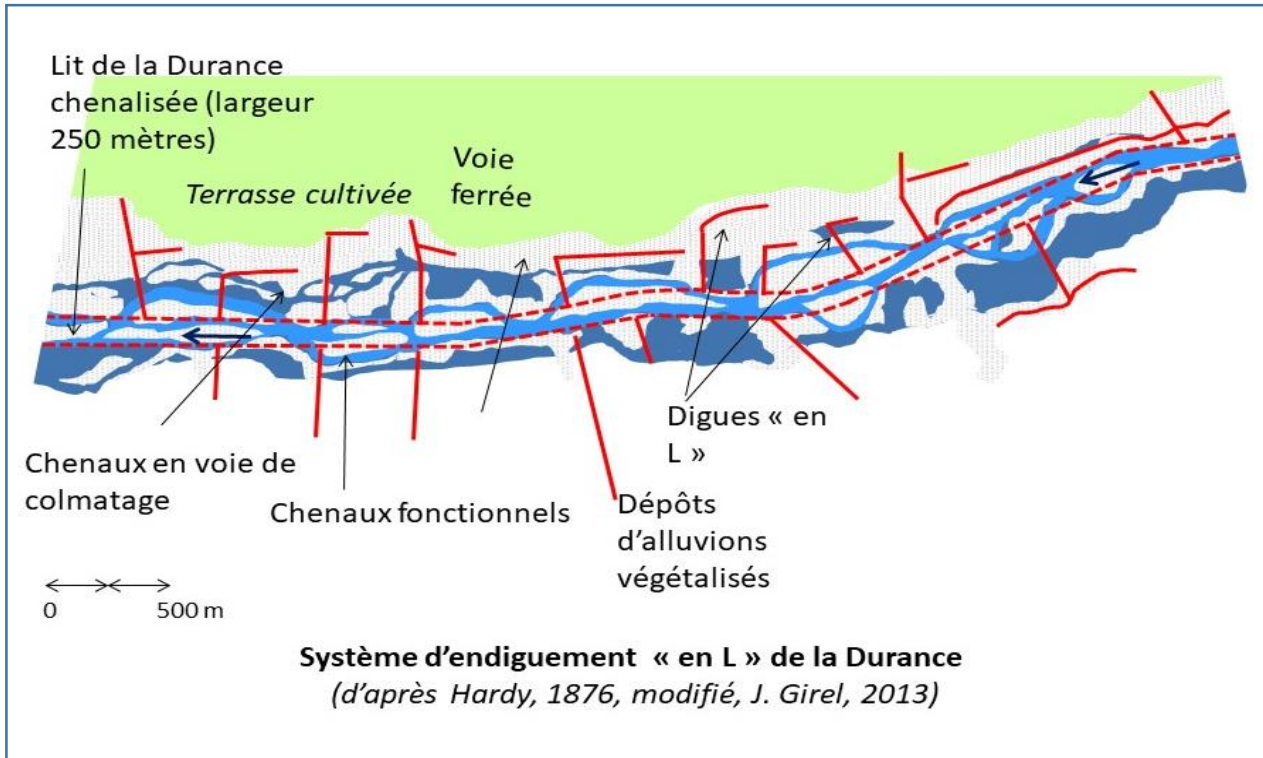 Lit de la Durance
chenalisée (largeur
250 mètres)
Terrasse cultivée
Voie
ferrée
Chenaux en voie de
colmatage
Chenaux fonctionnels
Digues « en
L »
Dépôts
d'alluvions
végétalisés
0 500 m
Système d'endiguement « en L » de la Durance
(d'après Hardy, 1876, modifié, J. Girel, 2013)